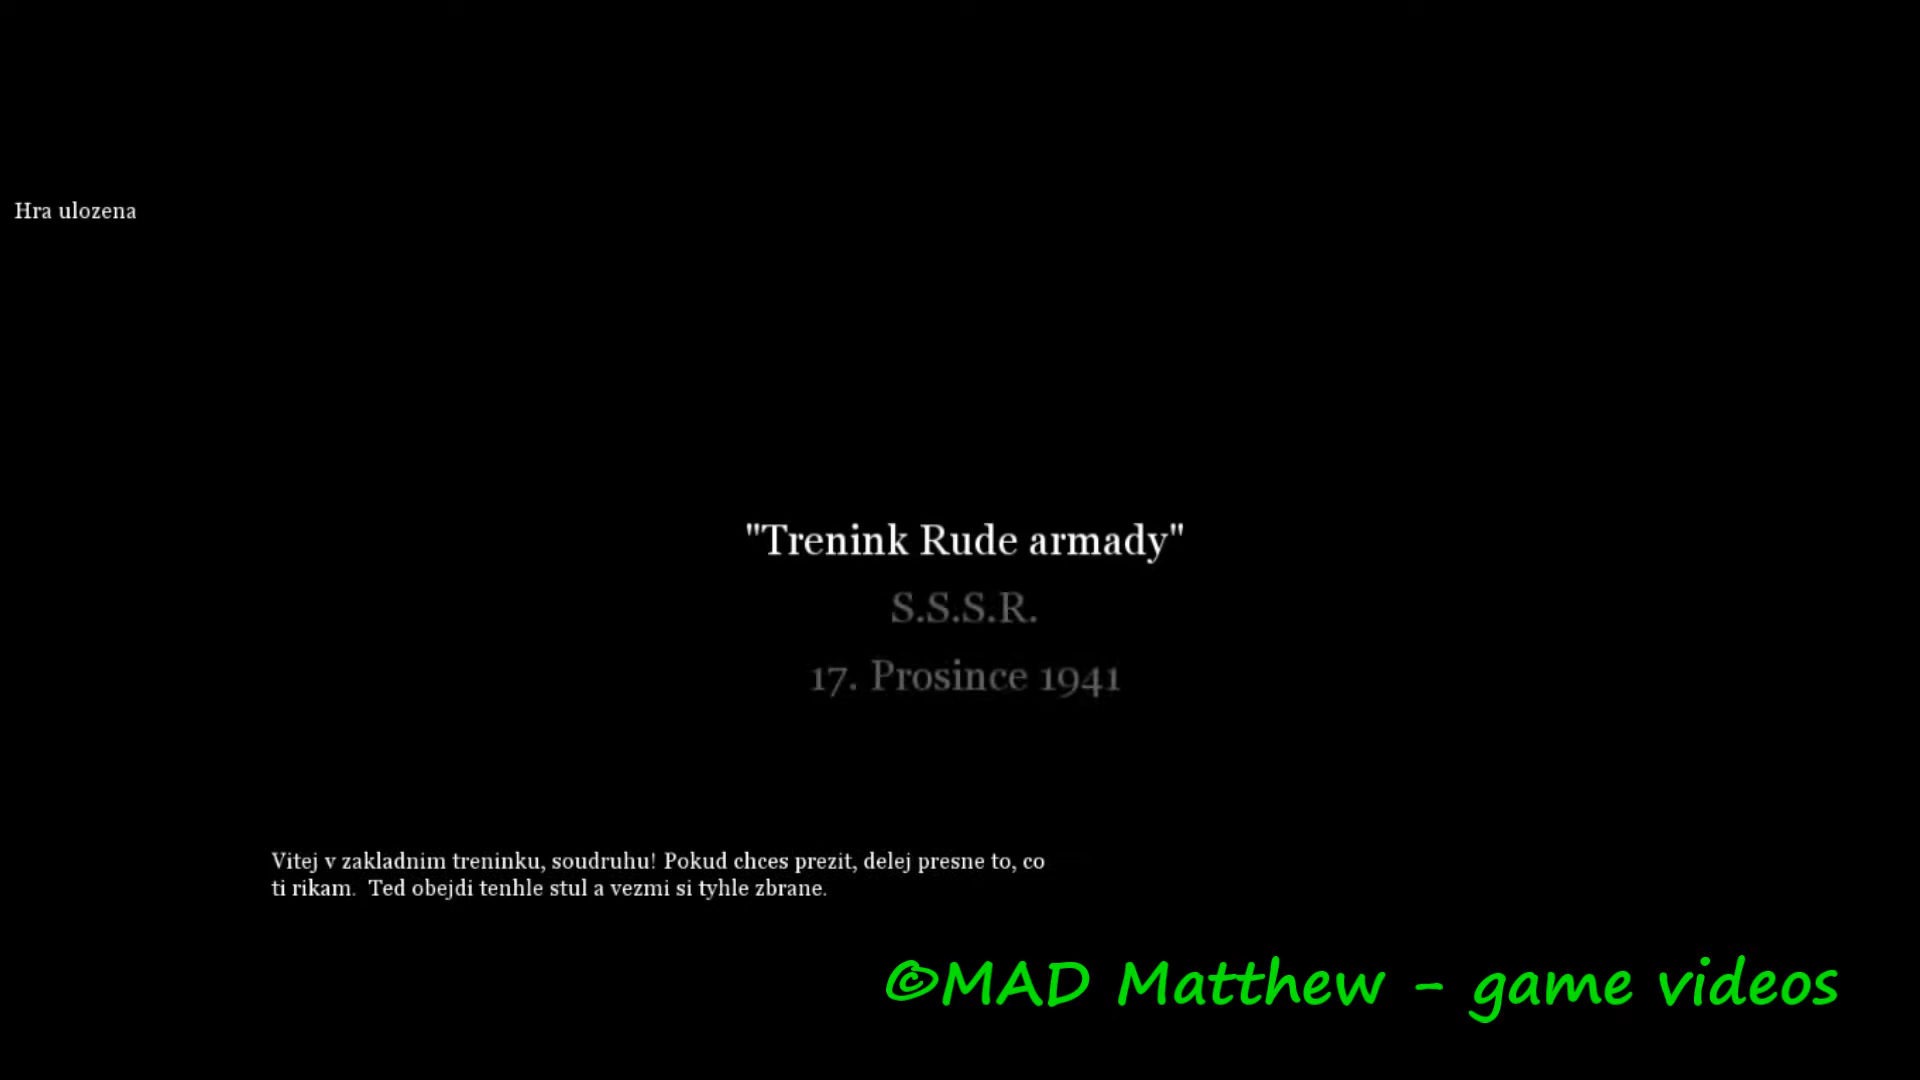 Hra ulozena
"Trenink Rude armady"
S.S.S.R.
17. Prosince 1941
Vitej v zakladnim treninku, soudruhu! Pokud chces prezit, delej presne to, co
ti rikam.  Ted obejdi tenhle stul a vezmi si tyhle zbrane.
©MAD Matthew - game videos